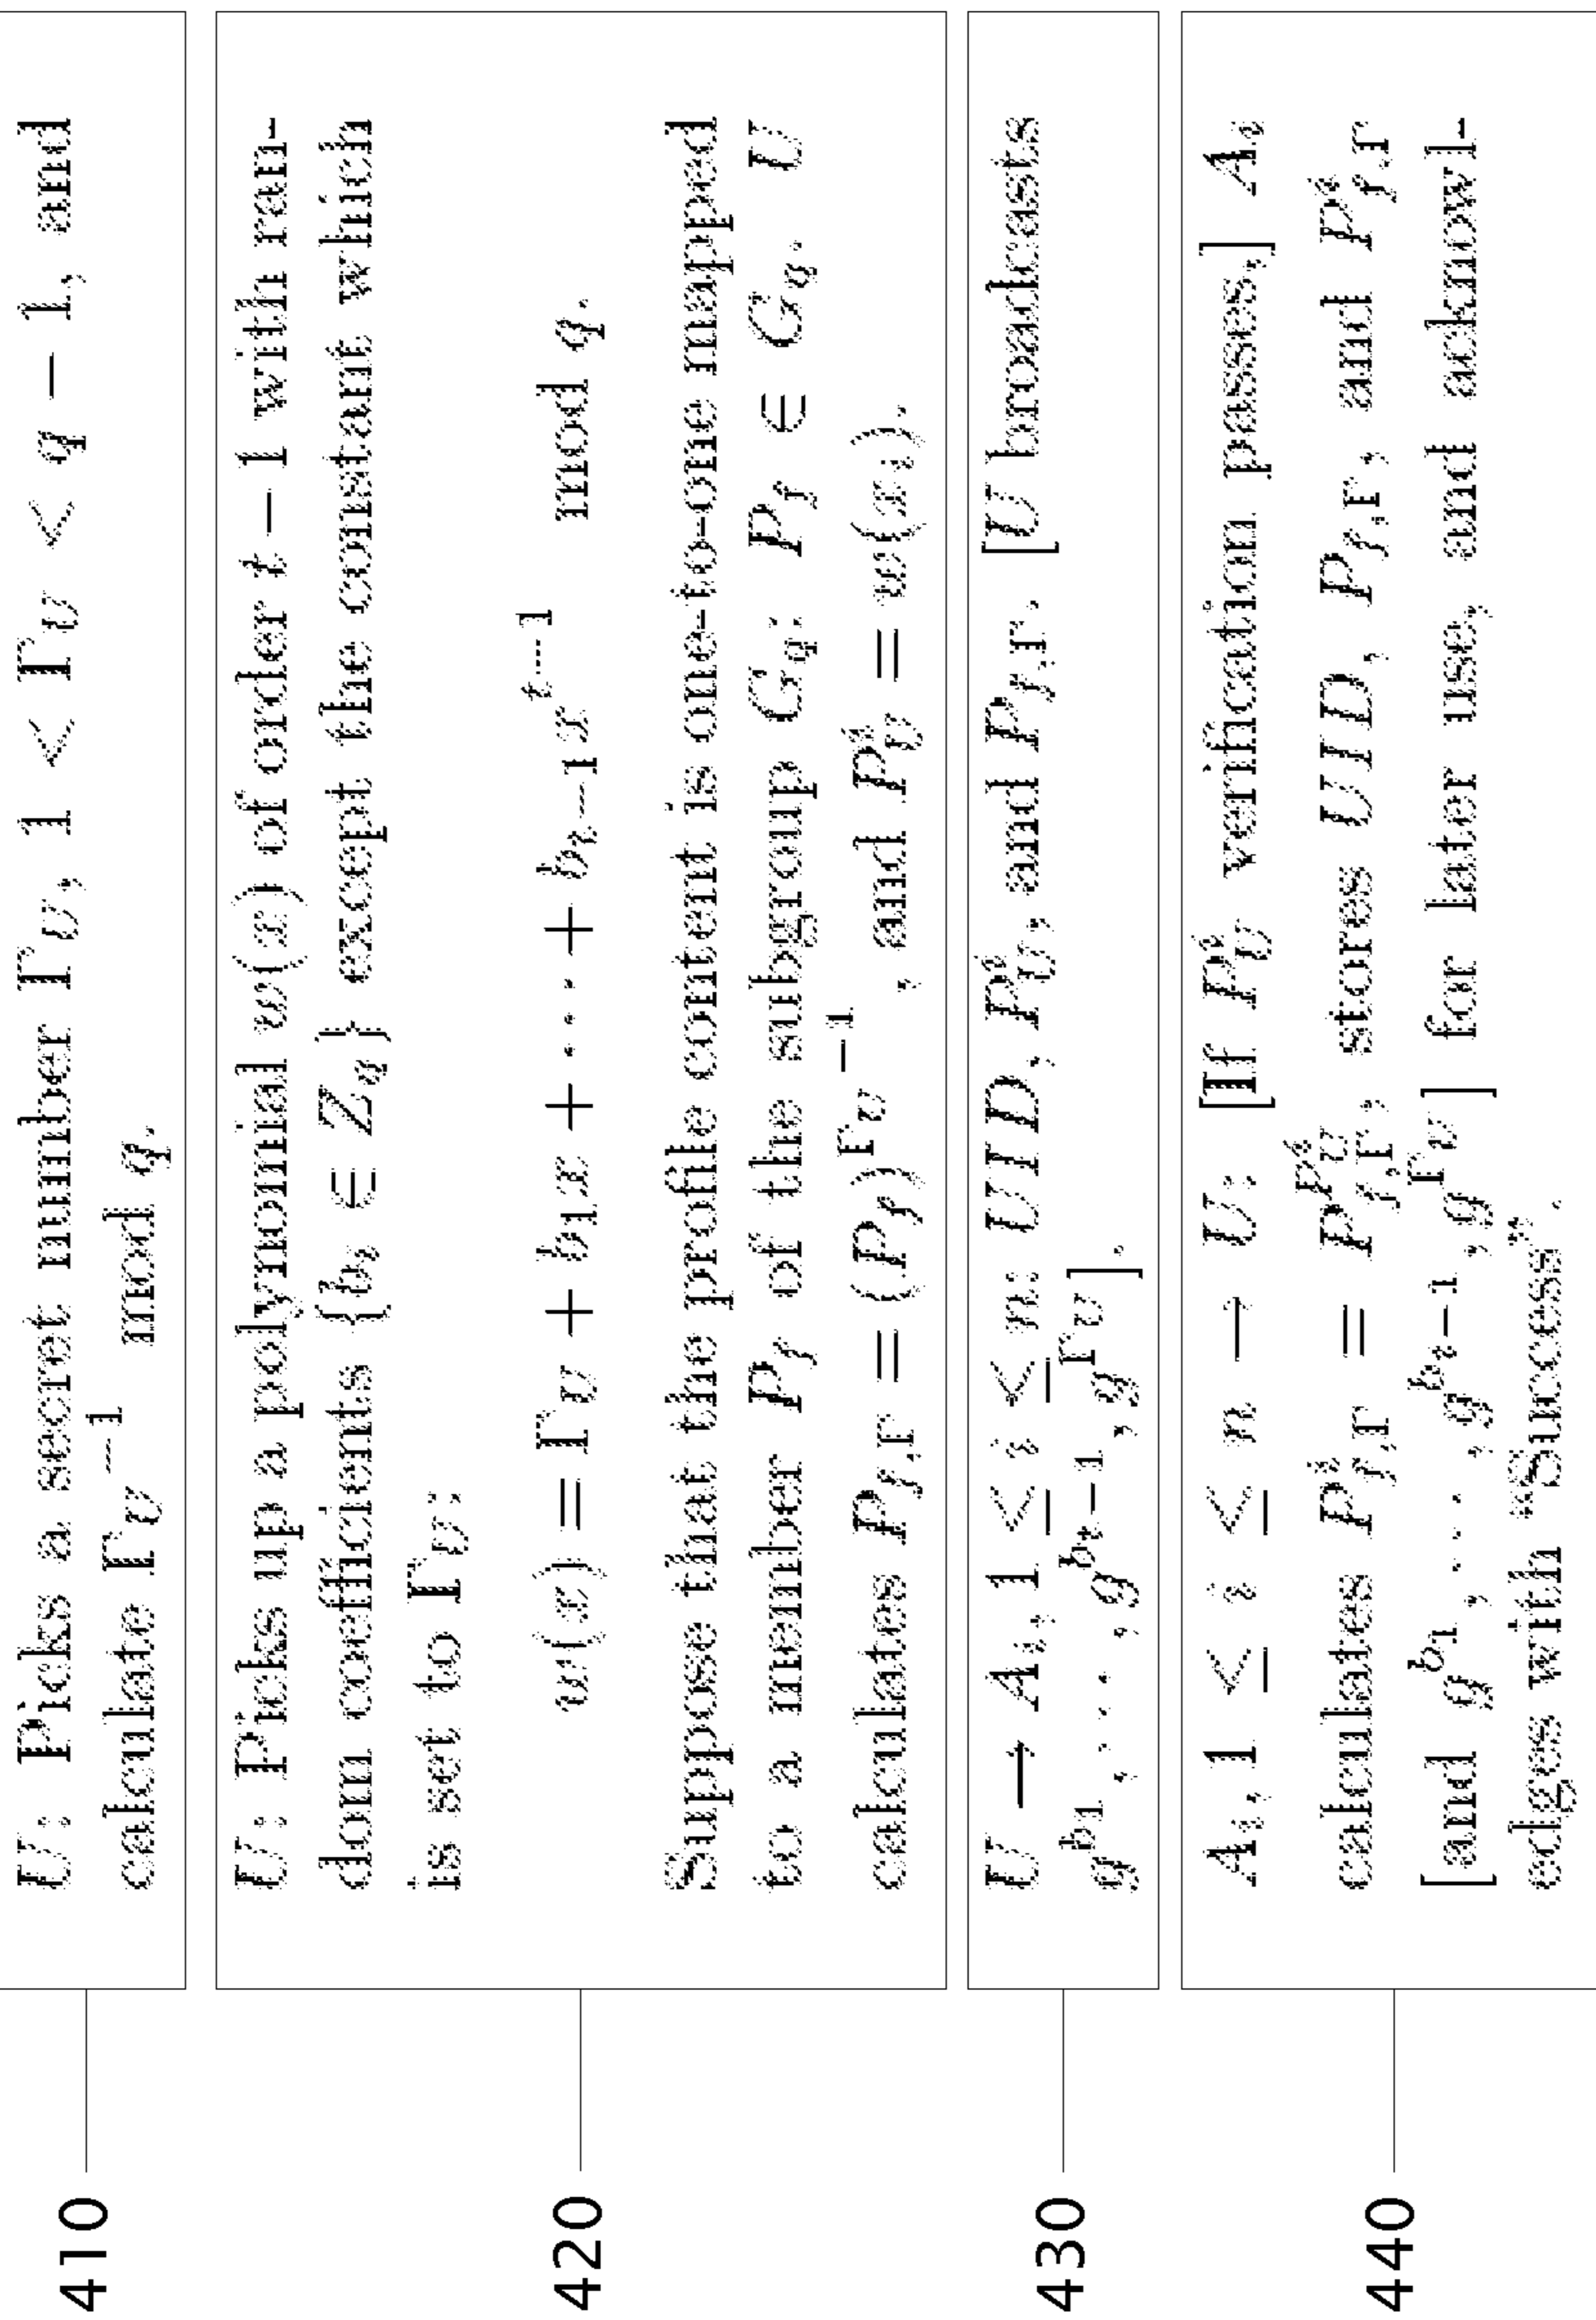 410 U: Picks a secret number Γ_U, 1 < Γ_U < q − 1, and
calculate Γ_U^{−1} mod q.
420 U: Picks up a polynomial w(x) of order t − 1 with ran-
dom coefficients {b_i ∈ Z_q} except the constant which
is set to Γ_U:
w(x) = Γ_U + b_1x + ⋯ + b_{t−1}x^{t−1} mod q.
Suppose that the profile content is one-to-one mapped
to a member P_f of the subgroup G_q: P_f ∈ G_q. U
calculates P_{f,Γ} = (P_f)^{Γ_U^{−1}}, and P_U^i = w(x_i).
430 U → A_i, 1 ≤ i ≤ n: UID, P_U^i, and P_{f,Γ}. [U broadcasts
g^{b_1}, ⋯, g^{b_{t−1}}, g^{Γ_U}].
440 A_i, 1 ≤ i ≤ n → U: [If P_U^i verification passes,] A_i
calculates P_{f,Γ}^i = P_{f,Γ}^{P_U^i}, stores UID, P_{f,Γ}, and P_{f,Γ}^i
[and g^{b_1}, ⋯, g^{b_{t−1}}, g^{Γ_U}] for later use, and acknowl-
edges with "Success".